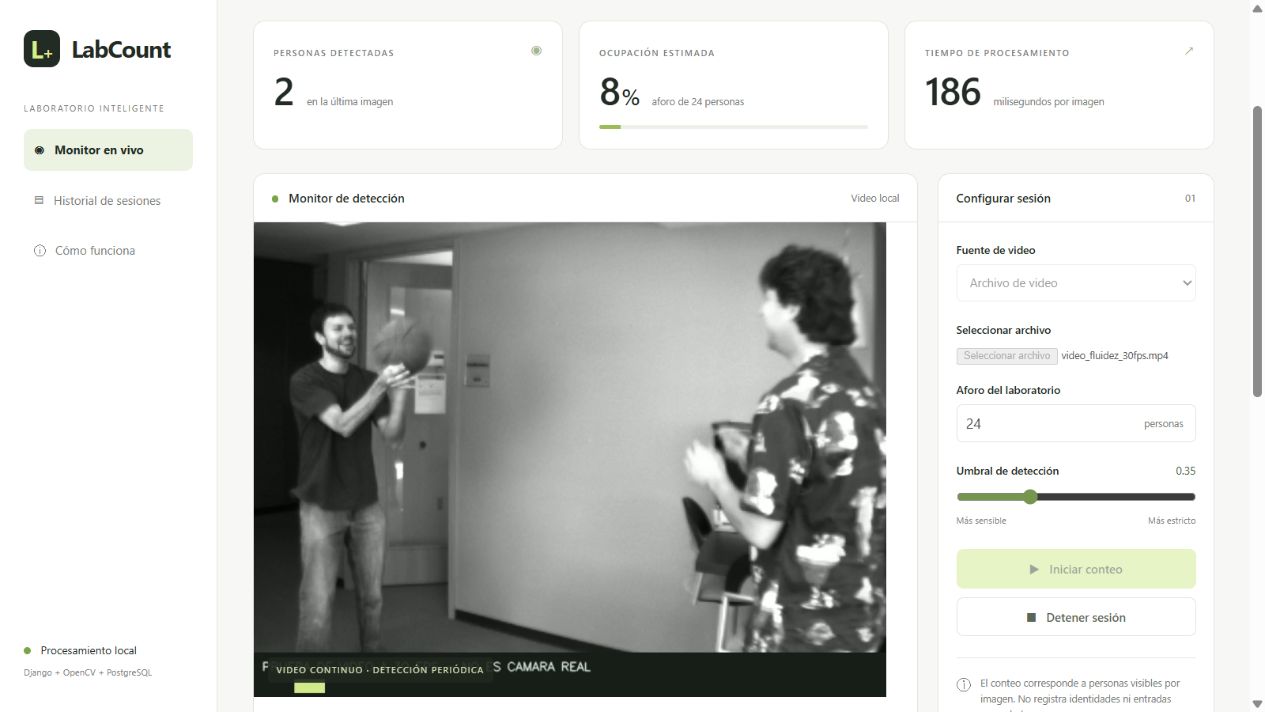 L+ LabCount
LABORATORIO INTELIGENTE
Monitor en vivo
Historial de sesiones
Cómo funciona
Procesamiento local
Django + OpenCV + PostgreSQL
PERSONAS DETECTADAS
2 en la última imagen
OCUPACIÓN ESTIMADA
8% aforo de 24 personas
TIEMPO DE PROCESAMIENTO
186 milisegundos por imagen
Monitor de detección
Video local
S CAMARA REAL
VIDEO CONTINUO · DETECCIÓN PERIÓDICA
Configurar sesión 01
Fuente de video
Archivo de video
Seleccionar archivo
Seleccionar archivo video_fluidez_30fps.mp4
Aforo del laboratorio
24 personas
Umbral de detección 0.35
Más sensible Más estricto
Iniciar conteo
Detener sesión
El conteo corresponde a personas visibles por
imagen. No registra identidades ni entradas